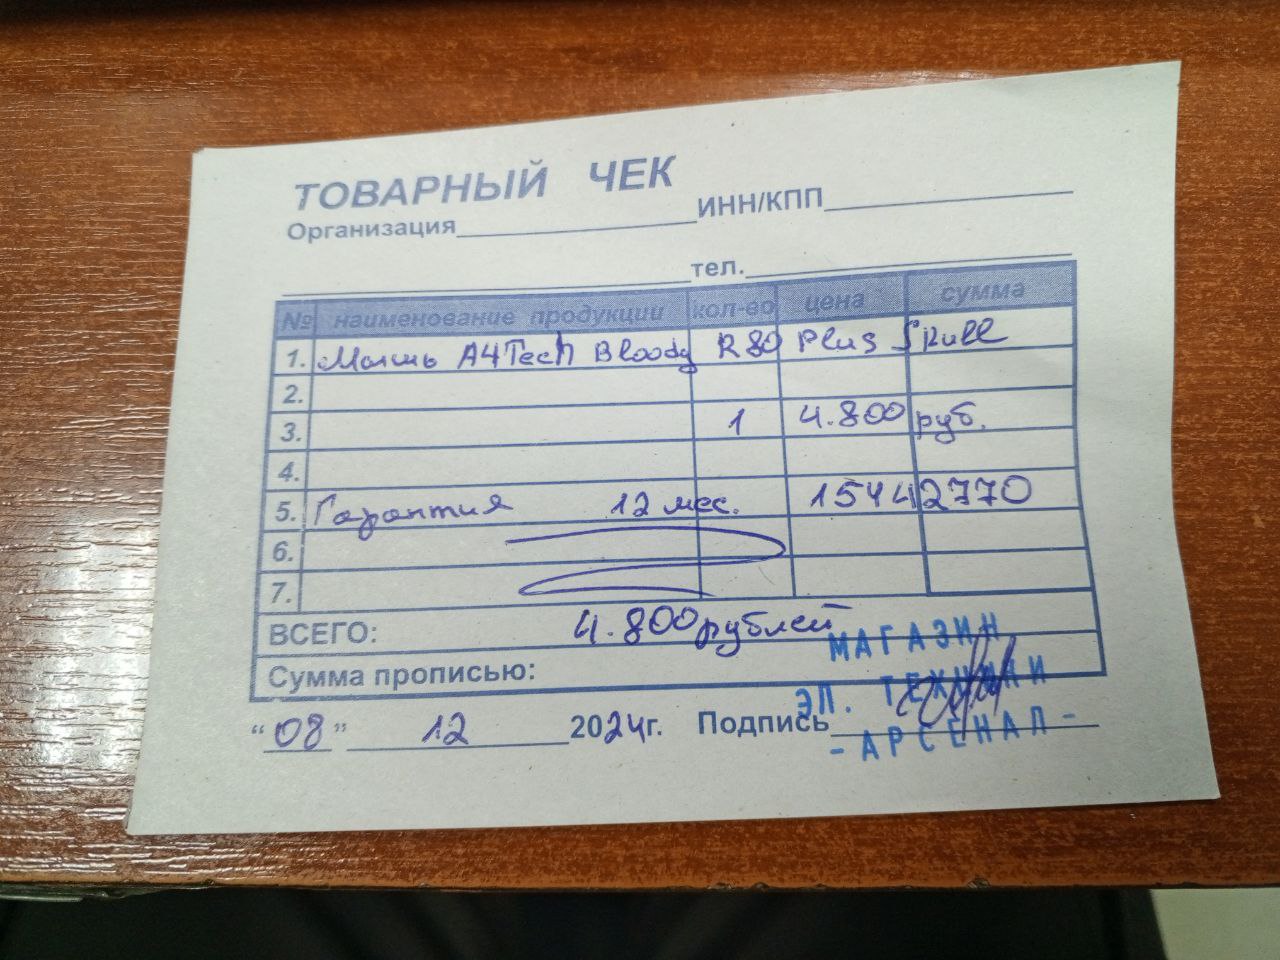 ТОВАРНЫЙ ЧЕК
Организация ИНН/КПП
тел.
№ наименование продукции кол-во цена сумма
1. Мышь A4Tech Bloody R80 Plus Skull
2.
3. 1 4.800 руб.
4.
5. Гарантия 12 мес. 15442770
6.
7.
ВСЕГО: 4.800 рублей
Сумма прописью:
МАГАЗИН
ЭЛ. ТЕХНИКИ
-АРСЕНАЛ-
"08" 12 2024г. Подпись